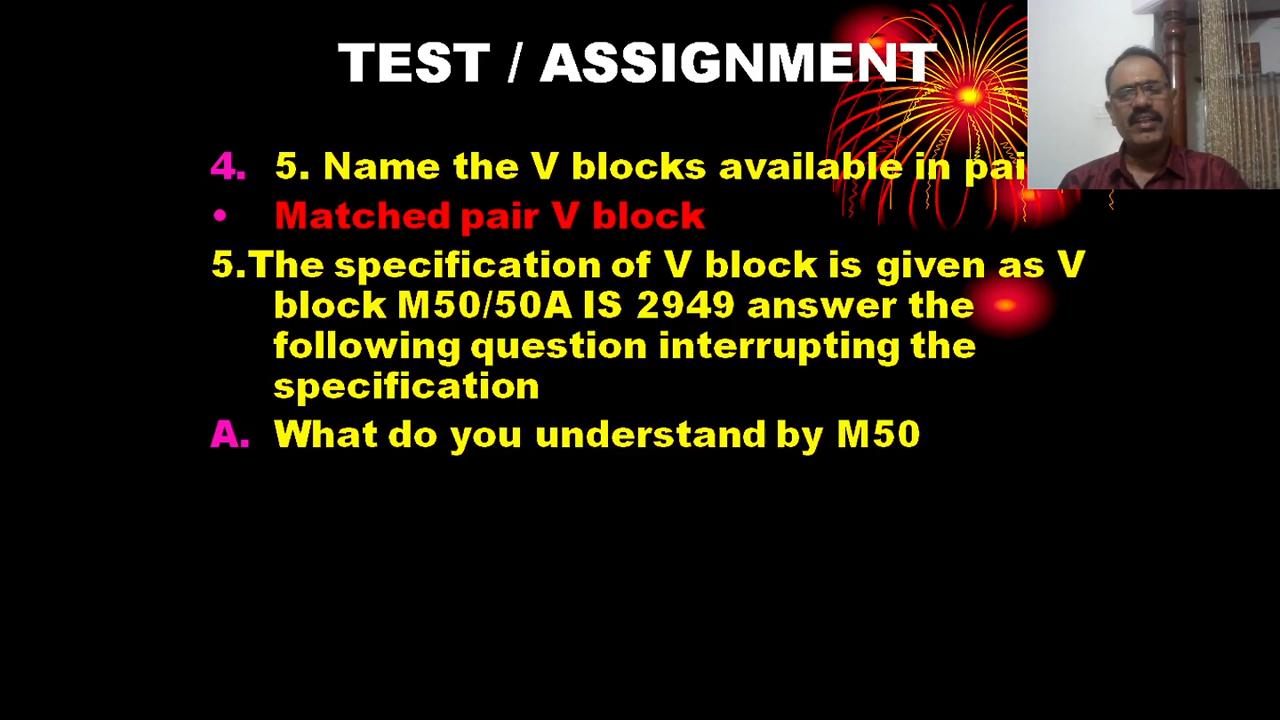 TEST / ASSIGNMENT
4. 5. Name the V blocks available in pai
• Matched pair V block
5.The specification of V block is given as V
block M50/50A IS 2949 answer the
following question interrupting the
specification
A. What do you understand by M50